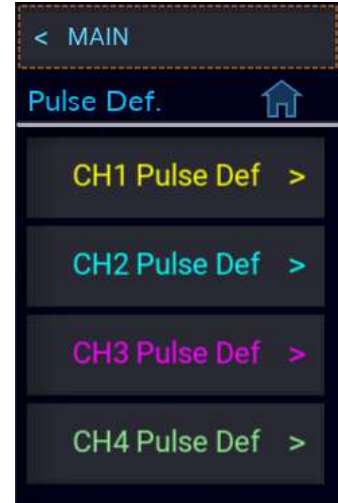 < MAIN
Pulse Def.
CH1 Pulse Def >
CH2 Pulse Def >
CH3 Pulse Def >
CH4 Pulse Def >